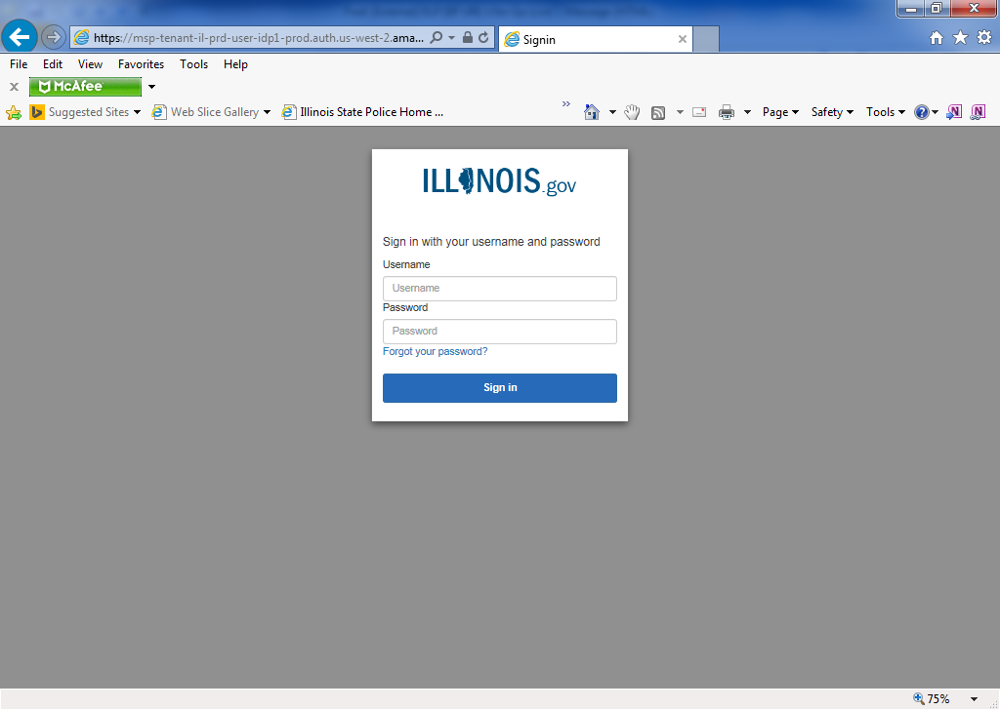 https://msp-tenant-il-prd-user-idp1-prod.auth.us-west-2.ama...
Signin
File Edit View Favorites Tools Help
McAfee
Suggested Sites Web Slice Gallery Illinois State Police Home ... Page Safety Tools
ILLINOIS.gov
Sign in with your username and password
Username
Username
Password
Password
Forgot your password?
Sign in
75%